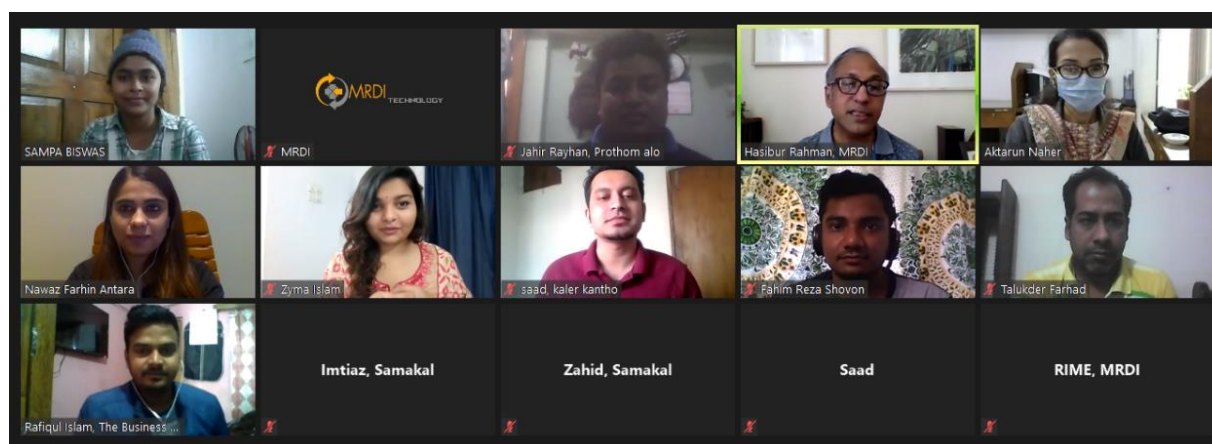 SAMPA BISWAS
MRDI TECHNOLOGY
MRDI
Jahir Rayhan, Prothom alo
Hasibur Rahman, MRDI
Aktarun Naher
Nawaz Farhin Antara
Zyma Islam
saad, kaler kantho
Fahim Reza Shovon
Talukder Farhad
Rafiqul Islam, The Business ...
Imtiaz, Samakal
Zahid, Samakal
Saad
RIME, MRDI